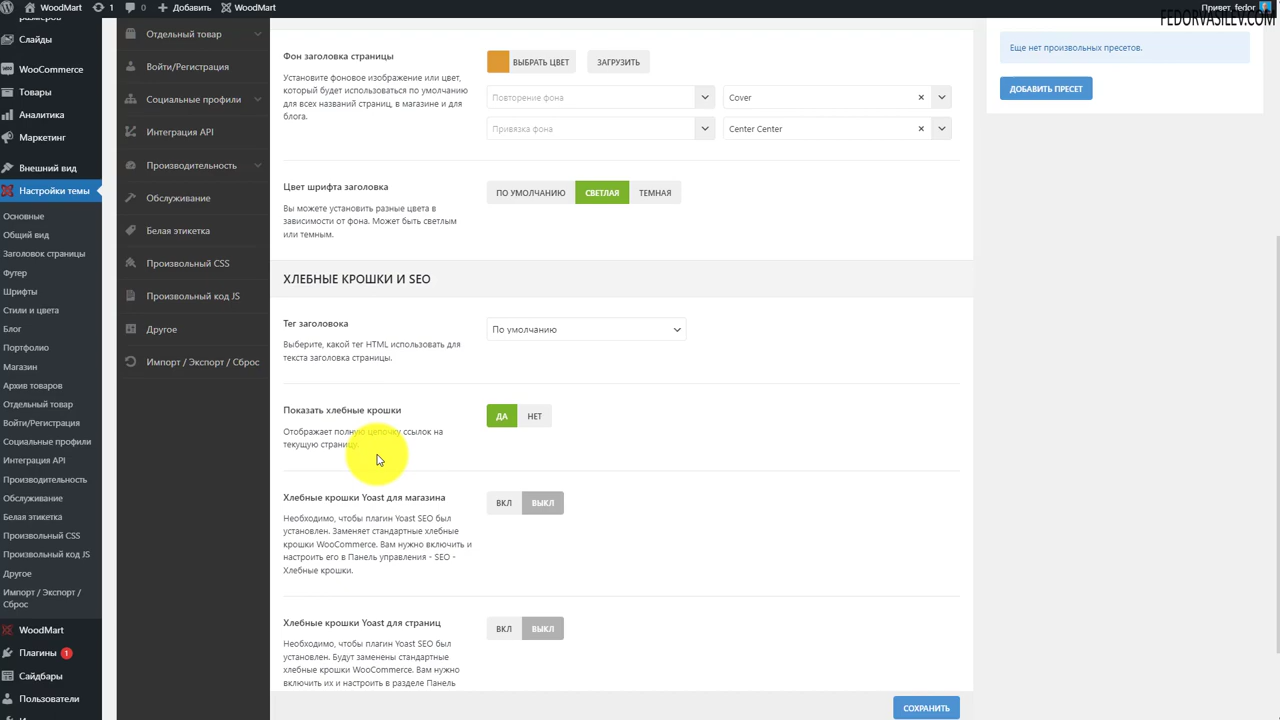 WoodMart
1
0
Добавить
WoodMart
Привет, fedor
FEDORVASILEV.COM
Слайды
WooCommerce
Товары
Аналитика
Маркетинг
Внешний вид
Настройки темы
Основные
Общий вид
Заголовок страницы
Футер
Шрифты
Стили и цвета
Блог
Портфолио
Магазин
Архив товаров
Отдельный товар
Войти/Регистрация
Социальные профили
Интеграция API
Производительность
Обслуживание
Белая этикетка
Произвольный CSS
Произвольный код JS
Другое
Импорт / Экспорт /
Сброс
WoodMart
Плагины 1
Сайдбары
Пользователи
Отдельный товар
Войти/Регистрация
Социальные профили
Интеграция API
Производительность
Обслуживание
Белая этикетка
Произвольный CSS
Произвольный код JS
Другое
Импорт / Экспорт / Сброс
Фон заголовка страницы
Установите фоновое изображение или цвет,
который будет использоваться по умолчанию
для всех названий страниц, в магазине и для
блога.
ВЫБРАТЬ ЦВЕТ
ЗАГРУЗИТЬ
Повторение фона
Cover
Привязка фона
Center Center
Цвет шрифта заголовка
Вы можете установить разные цвета в
зависимости от фона. Может быть светлым
или темным.
ПО УМОЛЧАНИЮ
СВЕТЛАЯ
ТЕМНАЯ
ХЛЕБНЫЕ КРОШКИ И SEO
Тег заголовока
Выберите, какой тег HTML использовать для
текста заголовка страницы.
По умолчанию
Показать хлебные крошки
Отображает полную цепочку ссылок на
текущую страницу.
ДА
НЕТ
Хлебные крошки Yoast для магазина
Необходимо, чтобы плагин Yoast SEO был
установлен. Заменяет стандартные хлебные
крошки WooCommerce. Вам нужно включить и
настроить его в Панель управления - SEO -
Хлебные крошки.
ВКЛ
ВЫКЛ
Хлебные крошки Yoast для страниц
Необходимо, чтобы плагин Yoast SEO был
установлен. Будут заменены стандартные
хлебные крошки WooCommerce. Вам нужно
включить их и настроить в разделе Панель
ВКЛ
ВЫКЛ
СОХРАНИТЬ
Еще нет произвольных пресетов.
ДОБАВИТЬ ПРЕСЕТ